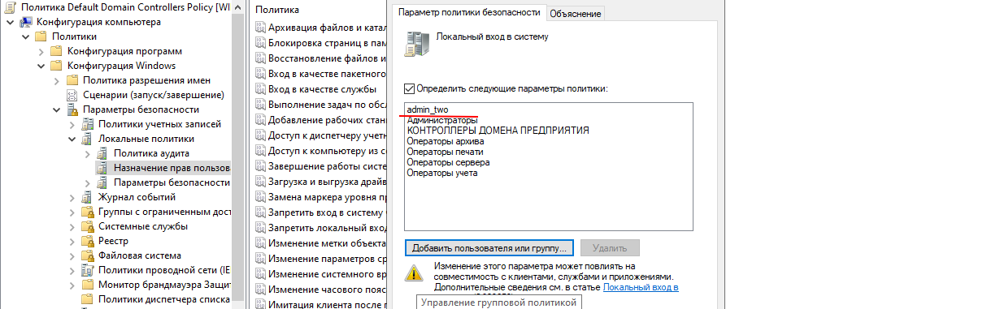 Политика Default Domain Controllers Policy [WI
Конфигурация компьютера
Политики
Конфигурация программ
Конфигурация Windows
Политика разрешения имен
Сценарии (запуск/завершение)
Параметры безопасности
Политики учетных записей
Локальные политики
Политика аудита
Назначение прав пользов
Параметры безопасности
Журнал событий
Группы с ограниченным дост
Системные службы
Реестр
Файловая система
Политики проводной сети (IE
Монитор брандмауэра Защит
Политики диспетчера списка
Политика
Архивация файлов и катал
Блокировка страниц в пам
Восстановление файлов и
Вход в качестве пакетного
Вход в качестве службы
Выполнение задач по обсл
Добавление рабочих стан
Доступ к диспетчеру учетн
Доступ к компьютеру из се
Завершение работы систе
Загрузка и выгрузка драйв
Замена маркера уровня пр
Запретить вход в систему
Запретить локальный вход
Изменение метки объекта
Изменение параметров ср
Изменение системного вр
Изменение часового пояс
Имитация клиента после п
Параметр политики безопасности
Объяснение
Локальный вход в систему
Определить следующие параметры политики:
admin_two
Администраторы
КОНТРОЛЛЕРЫ ДОМЕНА ПРЕДПРИЯТИЯ
Операторы архива
Операторы печати
Операторы сервера
Операторы учета
Добавить пользователя или группу...
Удалить
Изменение этого параметра может повлиять на
совместимость с клиентами, службами и приложениями.
Дополнительные сведения см. в статье Локальный вход в
Управление групповой политикой